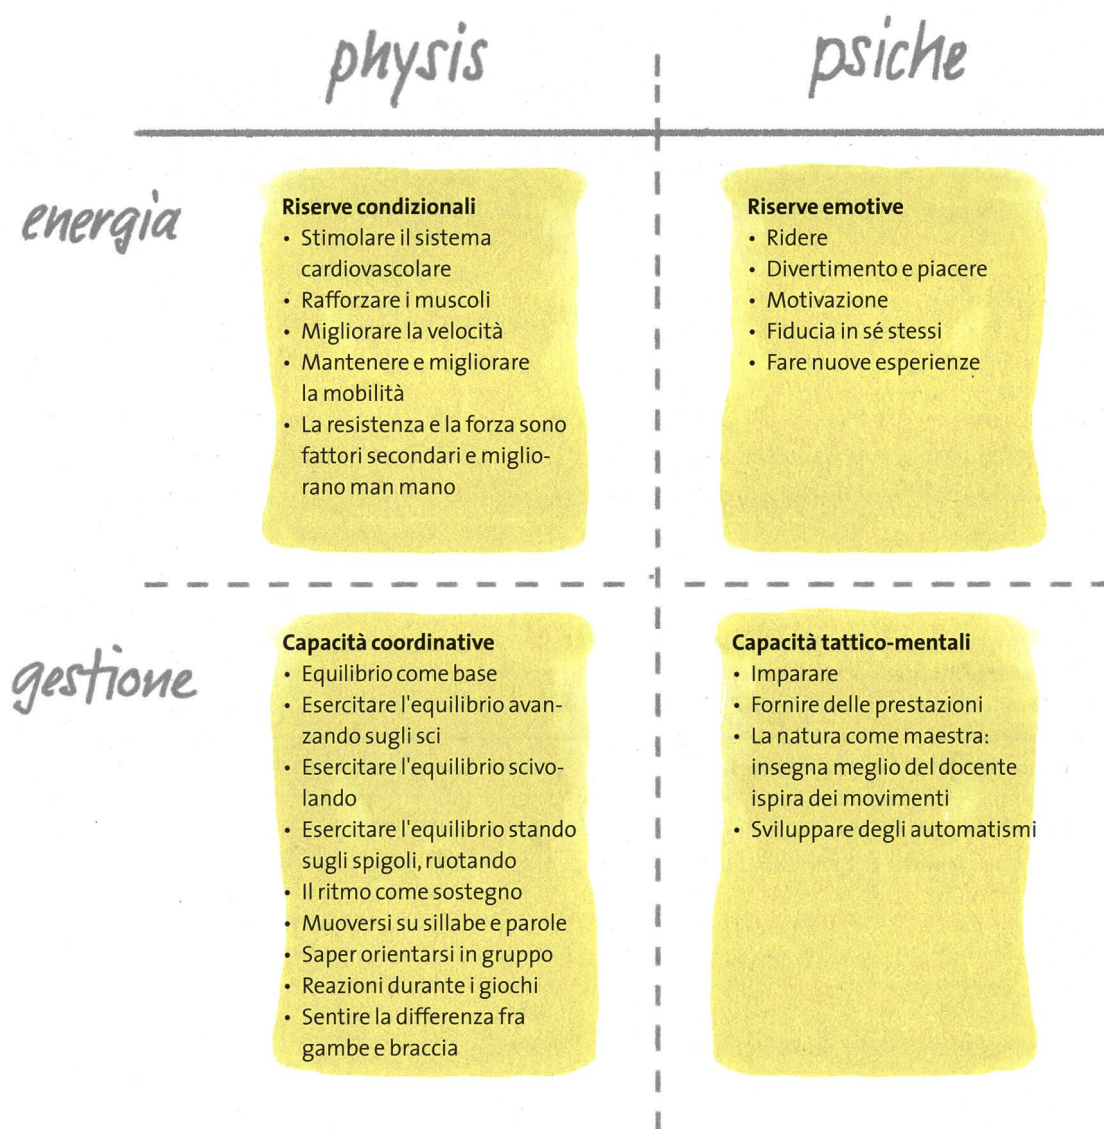 physis
psiche
energia
Riserve condizionali
• Stimolare il sistema
cardiovascolare
• Rafforzare i muscoli
• Migliorare la velocità
• Mantenere e migliorare
la mobilità
• La resistenza e la forza sono
fattori secondari e miglio-
rano man mano
Riserve emotive
• Ridere
• Divertimento e piacere
• Motivazione
• Fiducia in sé stessi
• Fare nuove esperienze
gestione
Capacità coordinative
• Equilibrio come base
• Esercitare l'equilibrio avan-
zando sugli sci
• Esercitare l'equilibrio scivo-
lando
• Esercitare l'equilibrio stando
sugli spigoli, ruotando
• Il ritmo come sostegno
• Muoversi su sillabe e parole
• Saper orientarsi in gruppo
• Reazioni durante i giochi
• Sentire la differenza fra
gambe e braccia
Capacità tattico-mentali
• Imparare
• Fornire delle prestazioni
• La natura come maestra:
insegna meglio del docente
ispira dei movimenti
• Sviluppare degli automatismi